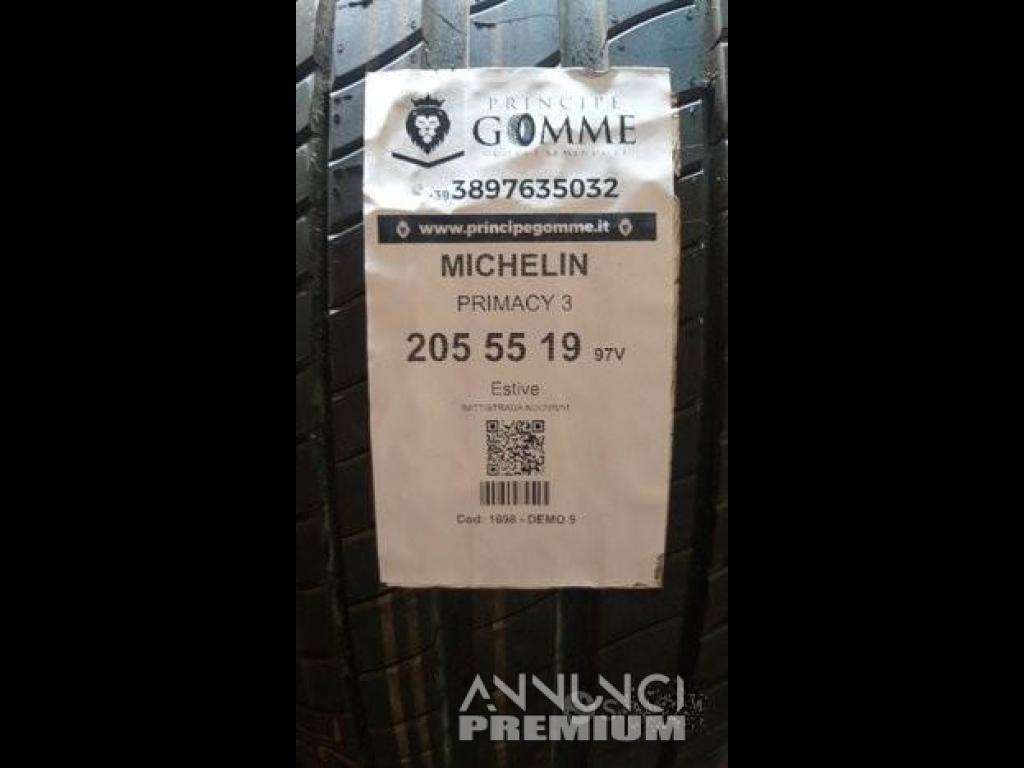 PRINCIPE
GOMME
+39 3897635032
www.principegomme.it
MICHELIN
PRIMACY 3
205 55 19 97V
Estive
BATTISTRADA
Cod: 1698 - DEMO 5
ANNUNCI
PREMIUM